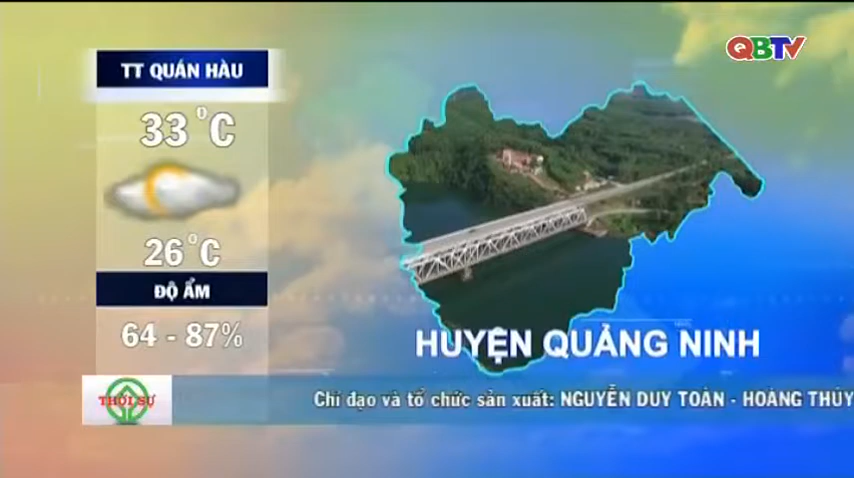 QBTV
TT QUÁN HÀU
33°C
26°C
ĐỘ ẨM
64 - 87%
HUYỆN QUẢNG NINH
THỜI SỰ
Chỉ đạo và tổ chức sản xuất: NGUYỄN DUY TOÀN - HOÀNG THÚY